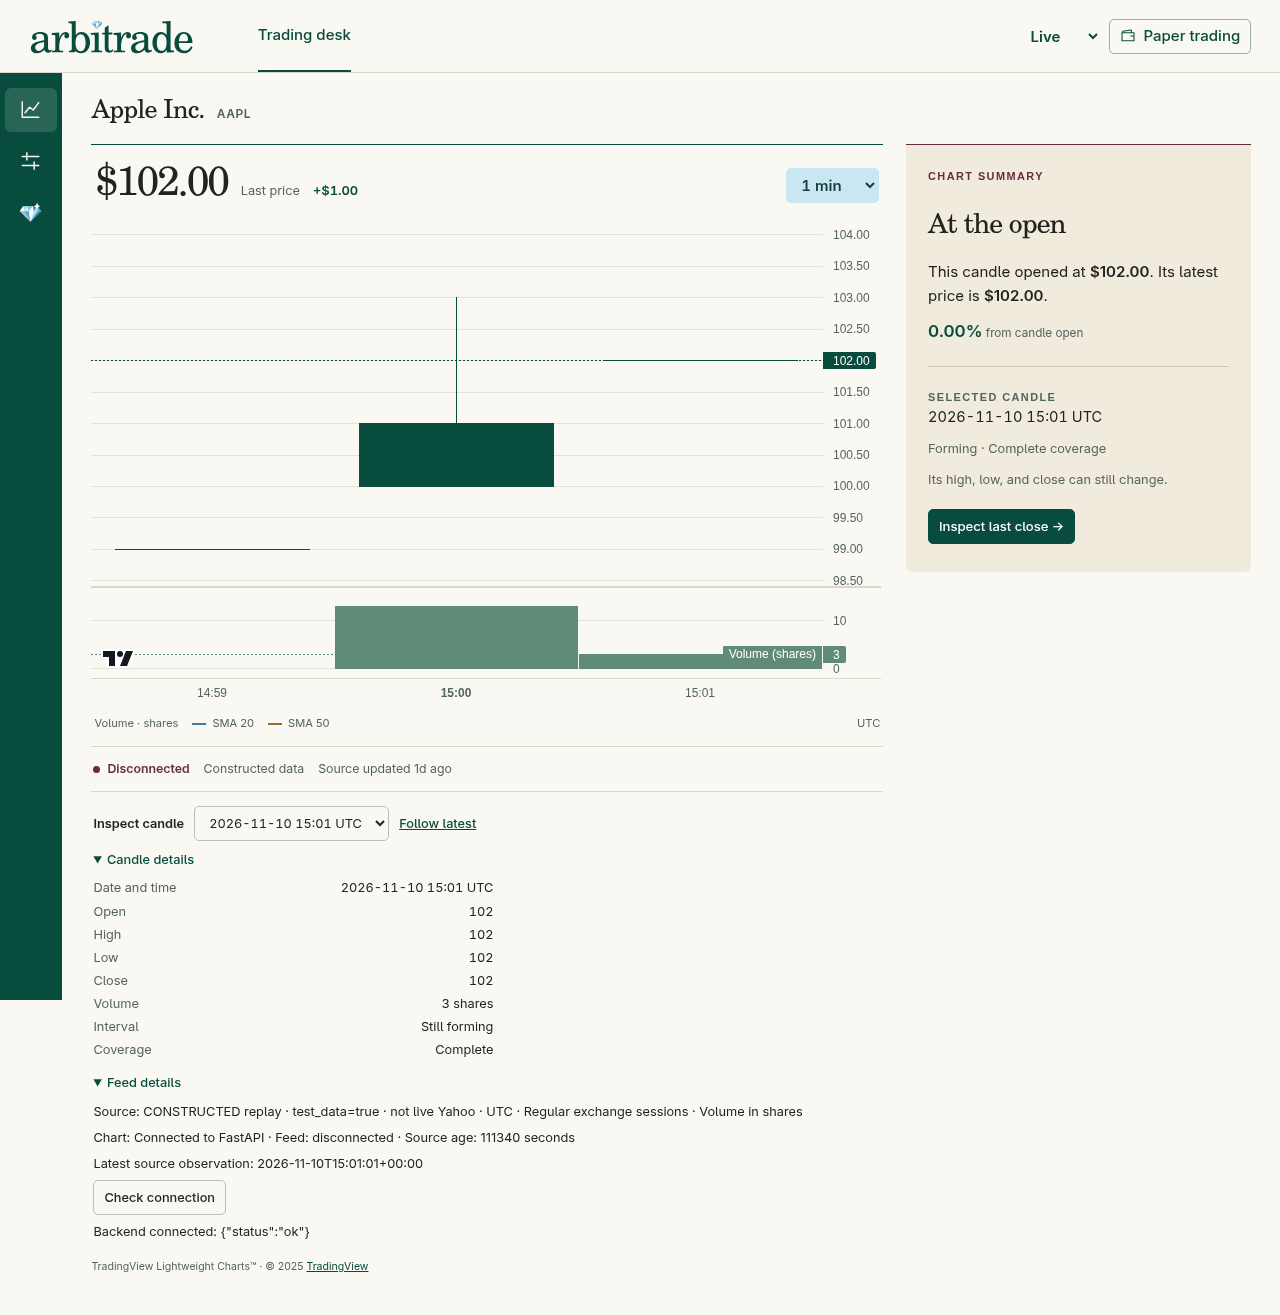 arbitrade
Trading desk
Live
Paper trading
Apple Inc. AAPL
$102.00 Last price +$1.00
1 min
104.00
103.50
103.00
102.50
102.00
101.50
101.00
100.50
100.00
99.50
99.00
98.50
10
Volume (shares) 3
0
14:59 15:00 15:01
Volume · shares SMA 20 SMA 50 UTC
Disconnected Constructed data Source updated 1d ago
Inspect candle 2026-11-10 15:01 UTC Follow latest
▼ Candle details
Date and time 2026-11-10 15:01 UTC
Open 102
High 102
Low 102
Close 102
Volume 3 shares
Interval Still forming
Coverage Complete
▼ Feed details
Source: CONSTRUCTED replay · test_data=true · not live Yahoo · UTC · Regular exchange sessions · Volume in shares
Chart: Connected to FastAPI · Feed: disconnected · Source age: 111340 seconds
Latest source observation: 2026-11-10T15:01:01+00:00
Check connection
Backend connected: {"status":"ok"}
TradingView Lightweight Charts™ · © 2025 TradingView
CHART SUMMARY
At the open
This candle opened at $102.00. Its latest
price is $102.00.
0.00% from candle open
SELECTED CANDLE
2026-11-10 15:01 UTC
Forming · Complete coverage
Its high, low, and close can still change.
Inspect last close →